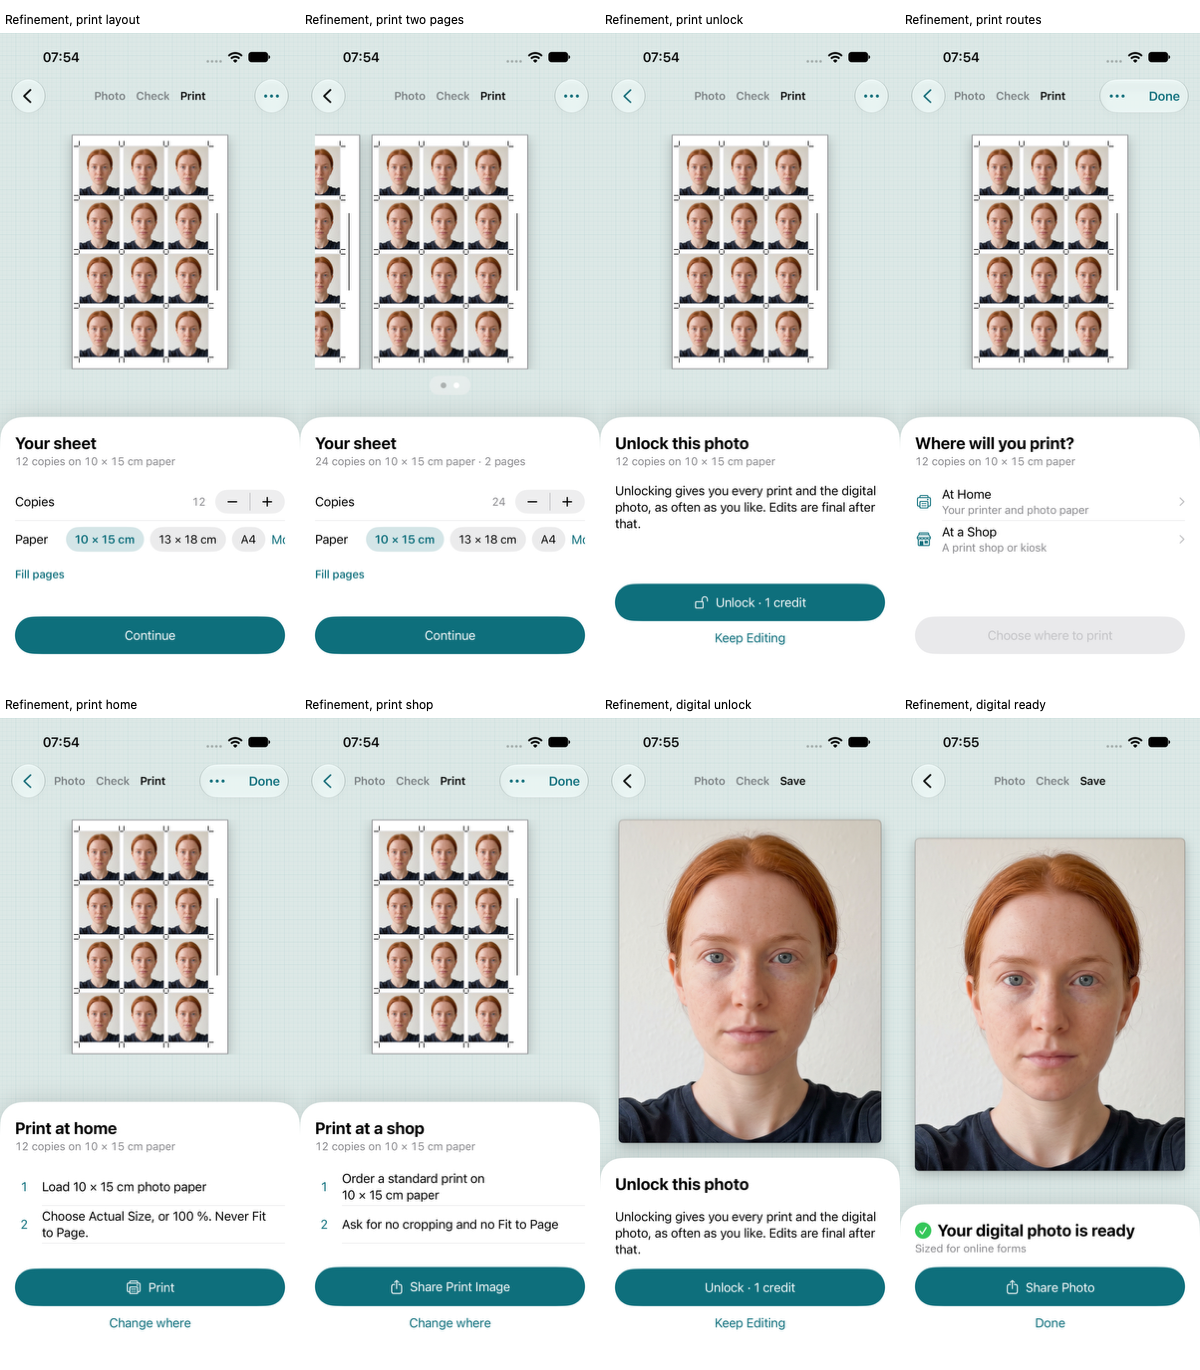 Refinement, print layout
07:54
Photo Check Print
Your sheet
12 copies on 10 × 15 cm paper
Copies 12 − +
Paper 10 × 15 cm 13 × 18 cm A4 Mo
Fill pages
Continue
Refinement, print two pages
07:54
Photo Check Print
Your sheet
24 copies on 10 × 15 cm paper · 2 pages
Copies 24 − +
Paper 10 × 15 cm 13 × 18 cm A4 Mo
Fill pages
Continue
Refinement, print unlock
07:54
Photo Check Print
Unlock this photo
12 copies on 10 × 15 cm paper
Unlocking gives you every print and the digital
photo, as often as you like. Edits are final after
that.
Unlock · 1 credit
Keep Editing
Refinement, print routes
07:54
Photo Check Print Done
Where will you print?
12 copies on 10 × 15 cm paper
At Home
Your printer and photo paper
At a Shop
A print shop or kiosk
Choose where to print
Refinement, print home
07:54
Photo Check Print Done
Print at home
12 copies on 10 × 15 cm paper
1 Load 10 × 15 cm photo paper
2 Choose Actual Size, or 100 %. Never Fit
to Page.
Print
Change where
Refinement, print shop
07:54
Photo Check Print Done
Print at a shop
12 copies on 10 × 15 cm paper
1 Order a standard print on
10 × 15 cm paper
2 Ask for no cropping and no Fit to Page
Share Print Image
Change where
Refinement, digital unlock
07:55
Photo Check Save
Unlock this photo
Unlocking gives you every print and the digital
photo, as often as you like. Edits are final after
that.
Unlock · 1 credit
Keep Editing
Refinement, digital ready
07:55
Photo Check Save
Your digital photo is ready
Sized for online forms
Share Photo
Done